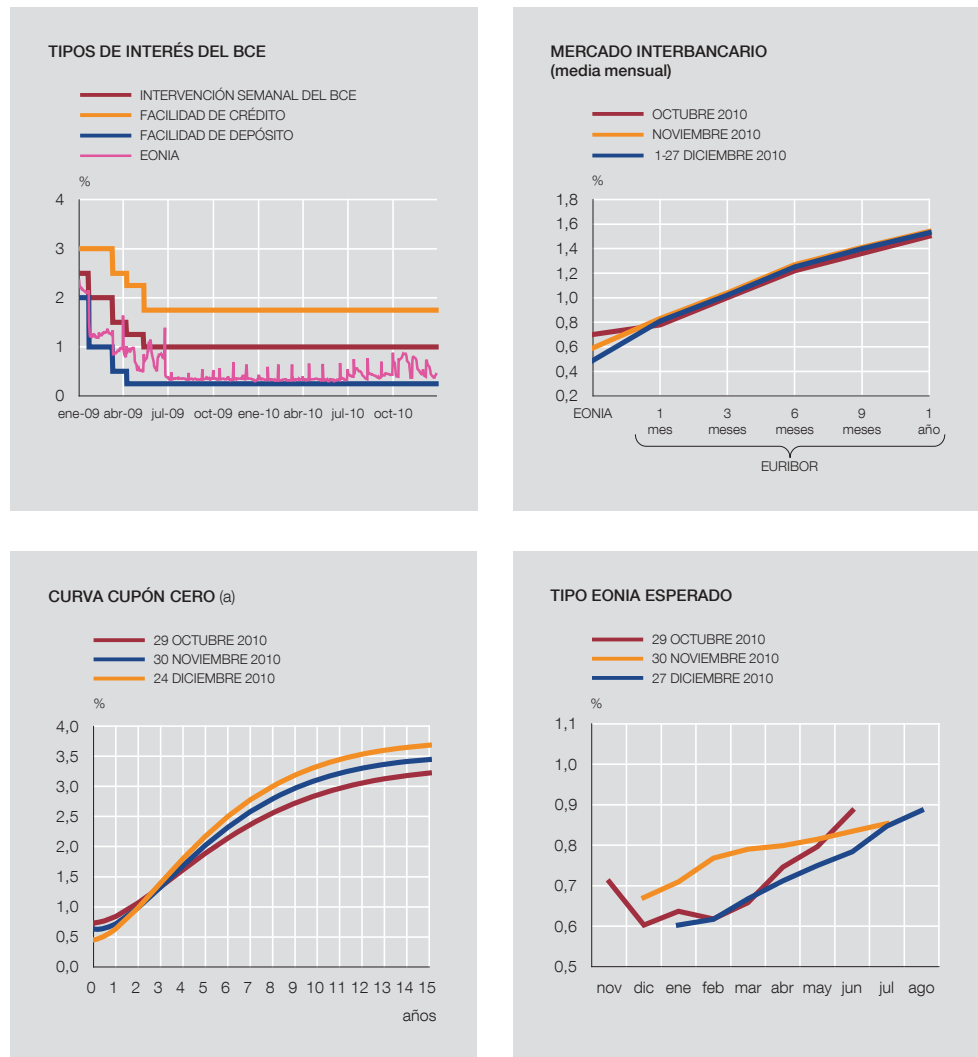 TIPOS DE INTERÉS DEL BCE
INTERVENCIÓN SEMANAL DEL BCE
FACILIDAD DE CRÉDITO
FACILIDAD DE DEPÓSITO
EONIA
%
4
3
2
1
0
ene-09 abr-09 jul-09 oct-09 ene-10 abr-10 jul-10 oct-10
MERCADO INTERBANCARIO
(media mensual)
OCTUBRE 2010
NOVIEMBRE 2010
1-27 DICIEMBRE 2010
%
1,8
1,6
1,4
1,2
1,0
0,8
0,6
0,4
0,2
EONIA 1 3 6 9 1
mes meses meses meses año
EURIBOR
CURVA CUPÓN CERO (a)
29 OCTUBRE 2010
30 NOVIEMBRE 2010
24 DICIEMBRE 2010
%
4,0
3,5
3,0
2,5
2,0
1,5
1,0
0,5
0,0
0 1 2 3 4 5 6 7 8 9 10 11 12 13 14 15
años
TIPO EONIA ESPERADO
29 OCTUBRE 2010
30 NOVIEMBRE 2010
27 DICIEMBRE 2010
%
1,1
1,0
0,9
0,8
0,7
0,6
0,5
nov dic ene feb mar abr may jun jul ago